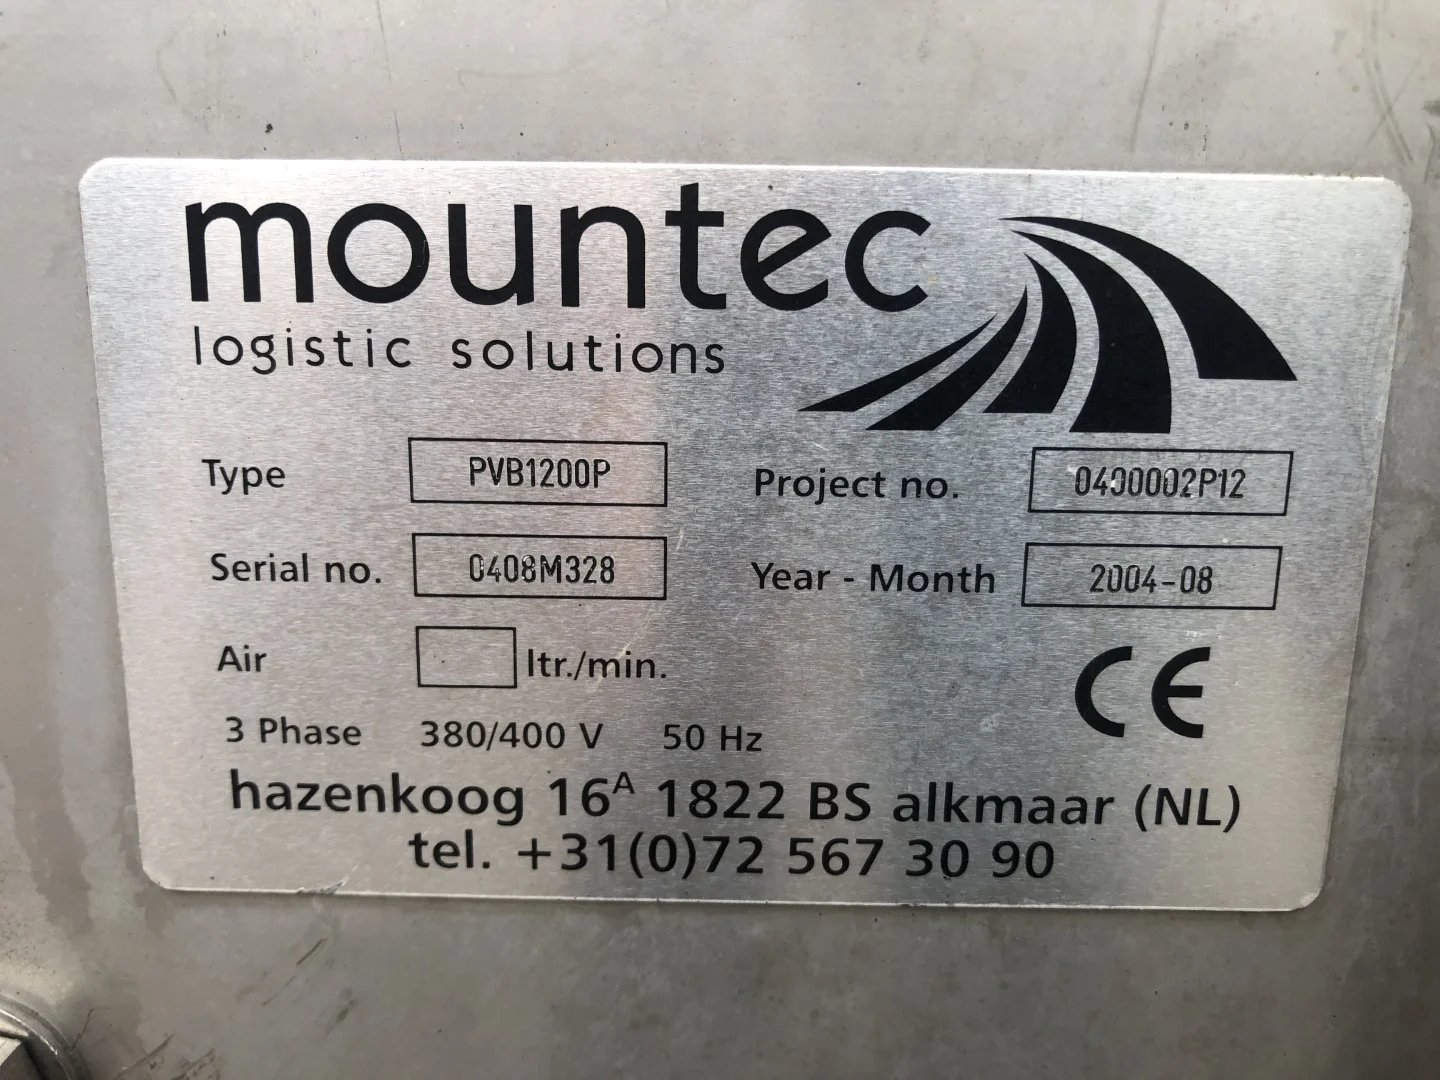 mountec
logistic solutions
Type PVB1200P Project no. 0400002P12
Serial no. 0408M328 Year - Month 2004-08
Air ltr./min.
CE
3 Phase 380/400 V 50 Hz
hazenkoog 16A 1822 BS alkmaar (NL)
tel. +31(0)72 567 30 90